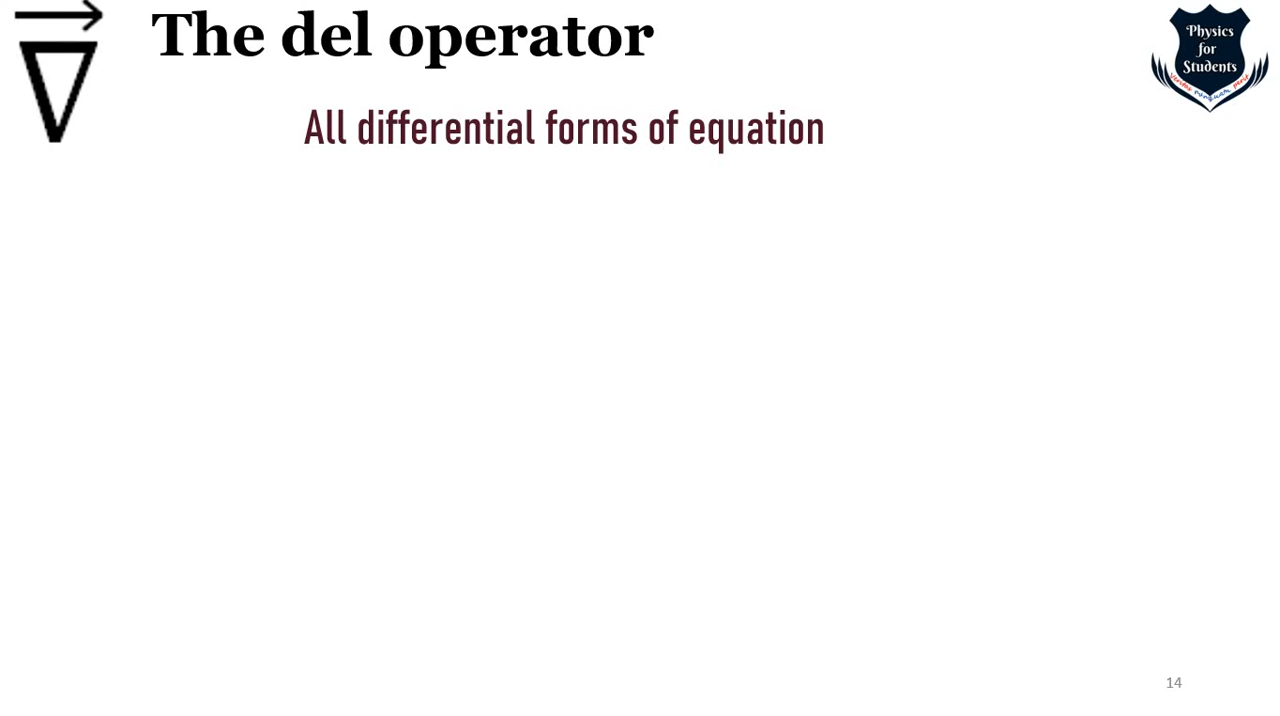 ∇⃗ The del operator
Physics
for
Students
All differential forms of equation
14